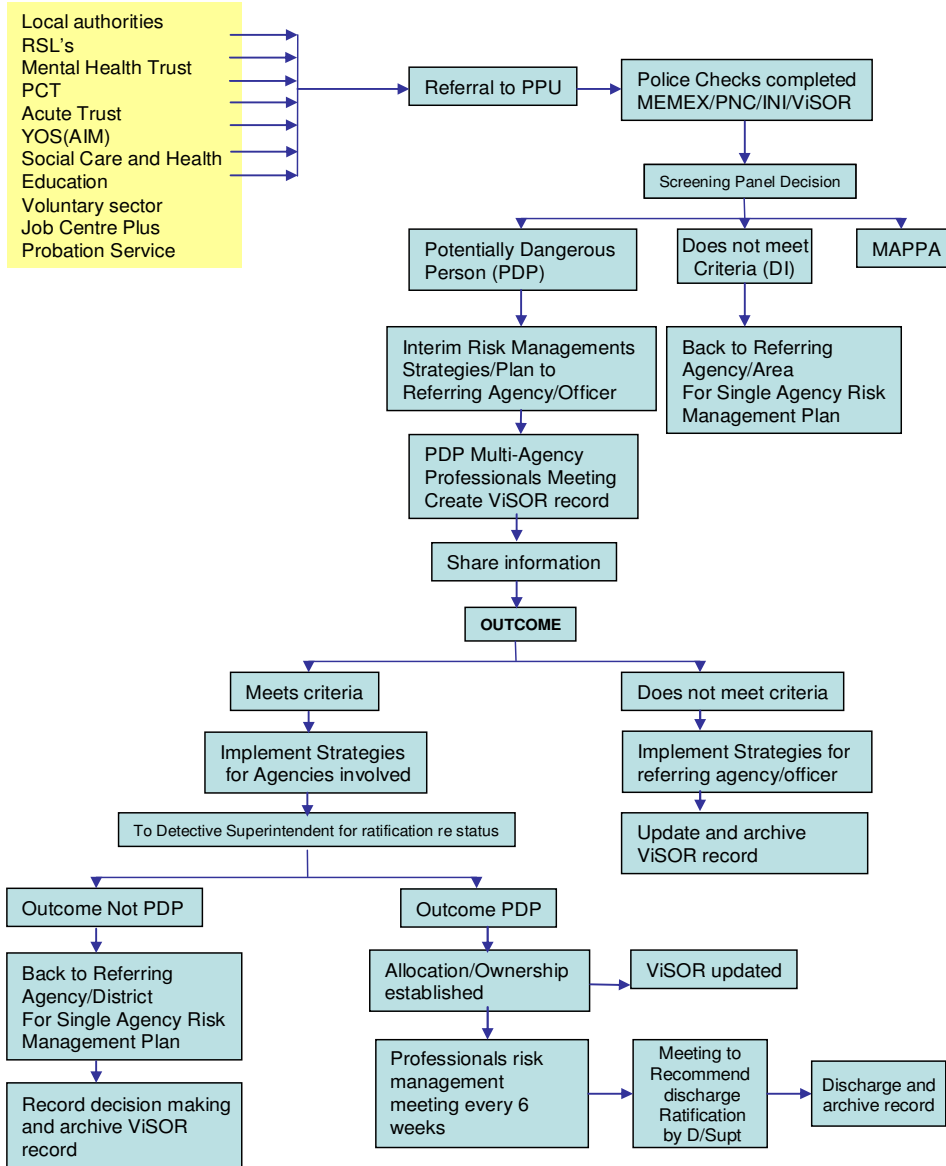 Local authorities
RSL's
Mental Health Trust
PCT
Acute Trust
YOS(AIM)
Social Care and Health
Education
Voluntary sector
Job Centre Plus
Probation Service
Referral to PPU
Police Checks completed
MEMEX/PNC/INI/ViSOR
Screening Panel Decision
Potentially Dangerous
Person (PDP)
Does not meet
Criteria (DI)
MAPPA
Interim Risk Managements
Strategies/Plan to
Referring Agency/Officer
Back to Referring
Agency/Area
For Single Agency Risk
Management Plan
PDP Multi-Agency
Professionals Meeting
Create ViSOR record
Share information
OUTCOME
Meets criteria
Does not meet criteria
Implement Strategies
for Agencies involved
Implement Strategies for
referring agency/officer
To Detective Superintendent for ratification re status
Update and archive
ViSOR record
Outcome Not PDP
Outcome PDP
Back to Referring
Agency/District
For Single Agency Risk
Management Plan
Allocation/Ownership
established
ViSOR updated
Record decision making
and archive ViSOR
record
Professionals risk
management
meeting every 6
weeks
Meeting to
Recommend
discharge
Ratification
by D/Supt
Discharge and
archive record